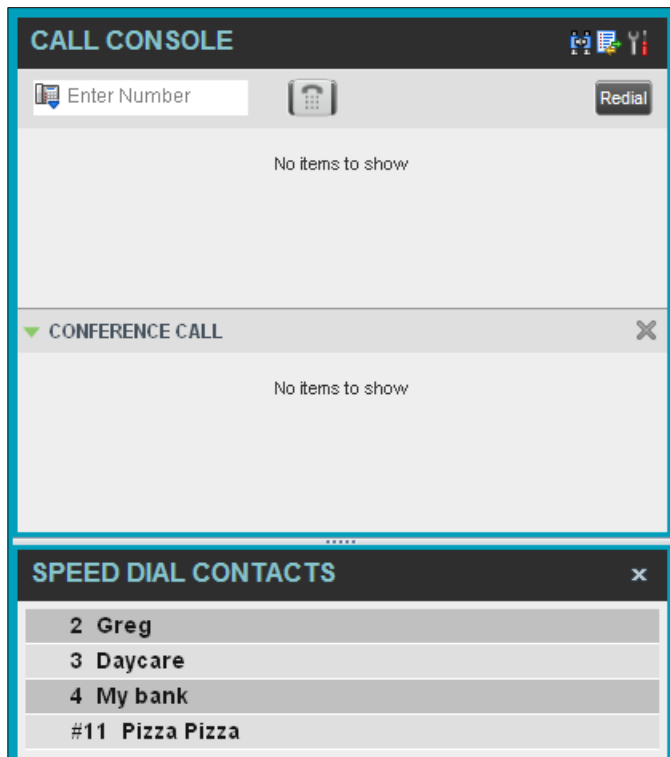 CALL CONSOLE
Enter Number
Redial
No items to show
CONFERENCE CALL
No items to show
SPEED DIAL CONTACTS
2 Greg
3 Daycare
4 My bank
#11 Pizza Pizza